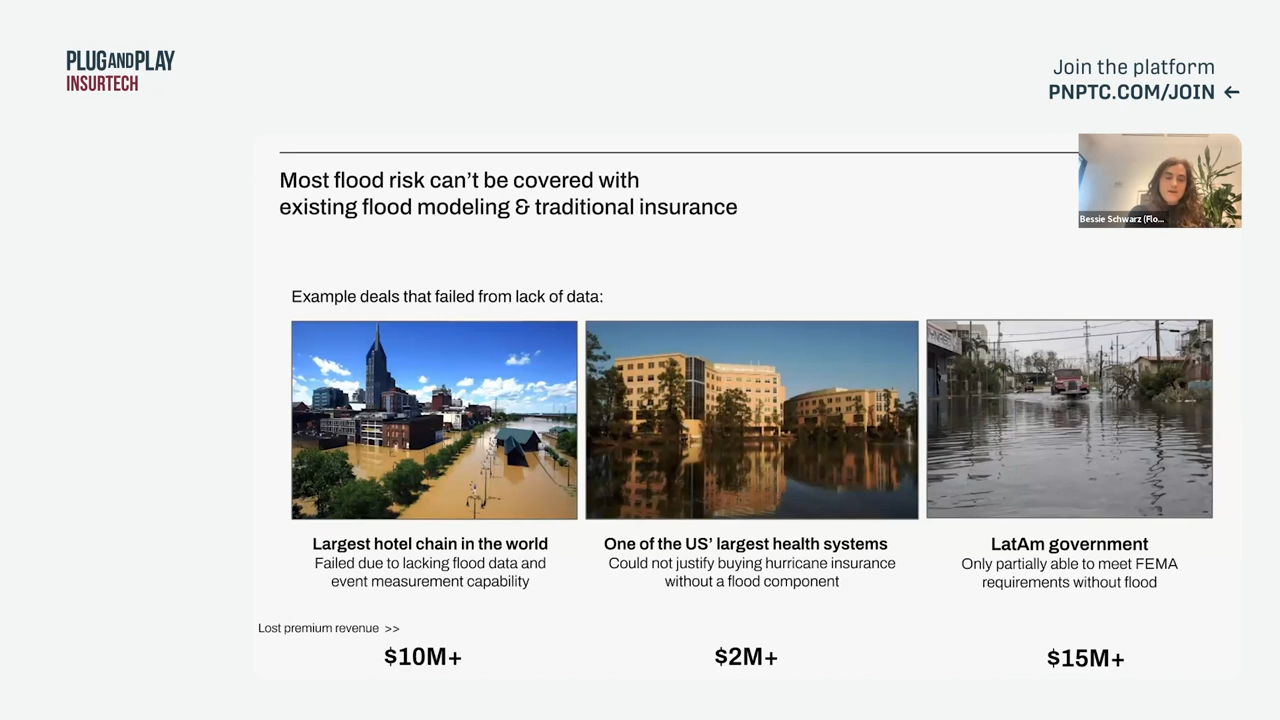 PLUG AND PLAY
INSURTECH
Join the platform
PNPTC.COM/JOIN ←
Bessie Schwarz (Flo...
Most flood risk can’t be covered with
existing flood modeling & traditional insurance
Example deals that failed from lack of data:
Largest hotel chain in the world
Failed due to lacking flood data and
event measurement capability
One of the US’ largest health systems
Could not justify buying hurricane insurance
without a flood component
LatAm government
Only partially able to meet FEMA
requirements without flood
Lost premium revenue >>
$10M+
$2M+
$15M+